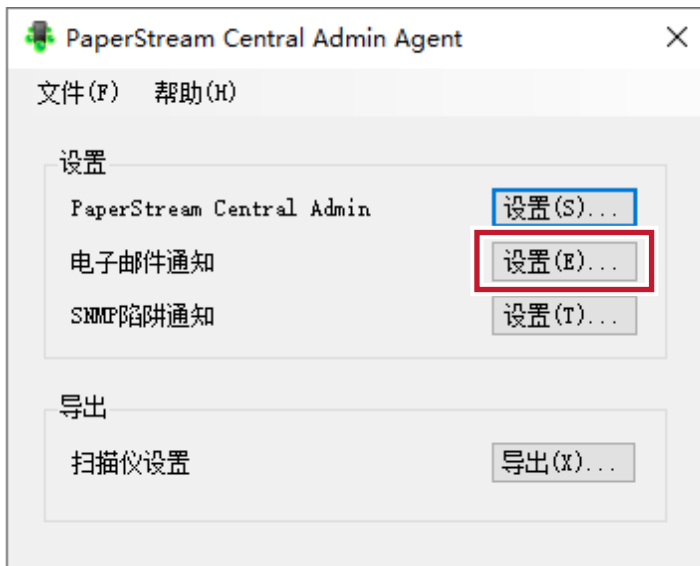 PaperStream Central Admin Agent
文件(F) 帮助(H)
设置
PaperStream Central Admin 设置(S)...
电子邮件通知 设置(E)...
SNMP陷阱通知 设置(T)...
导出
扫描仪设置 导出(X)...